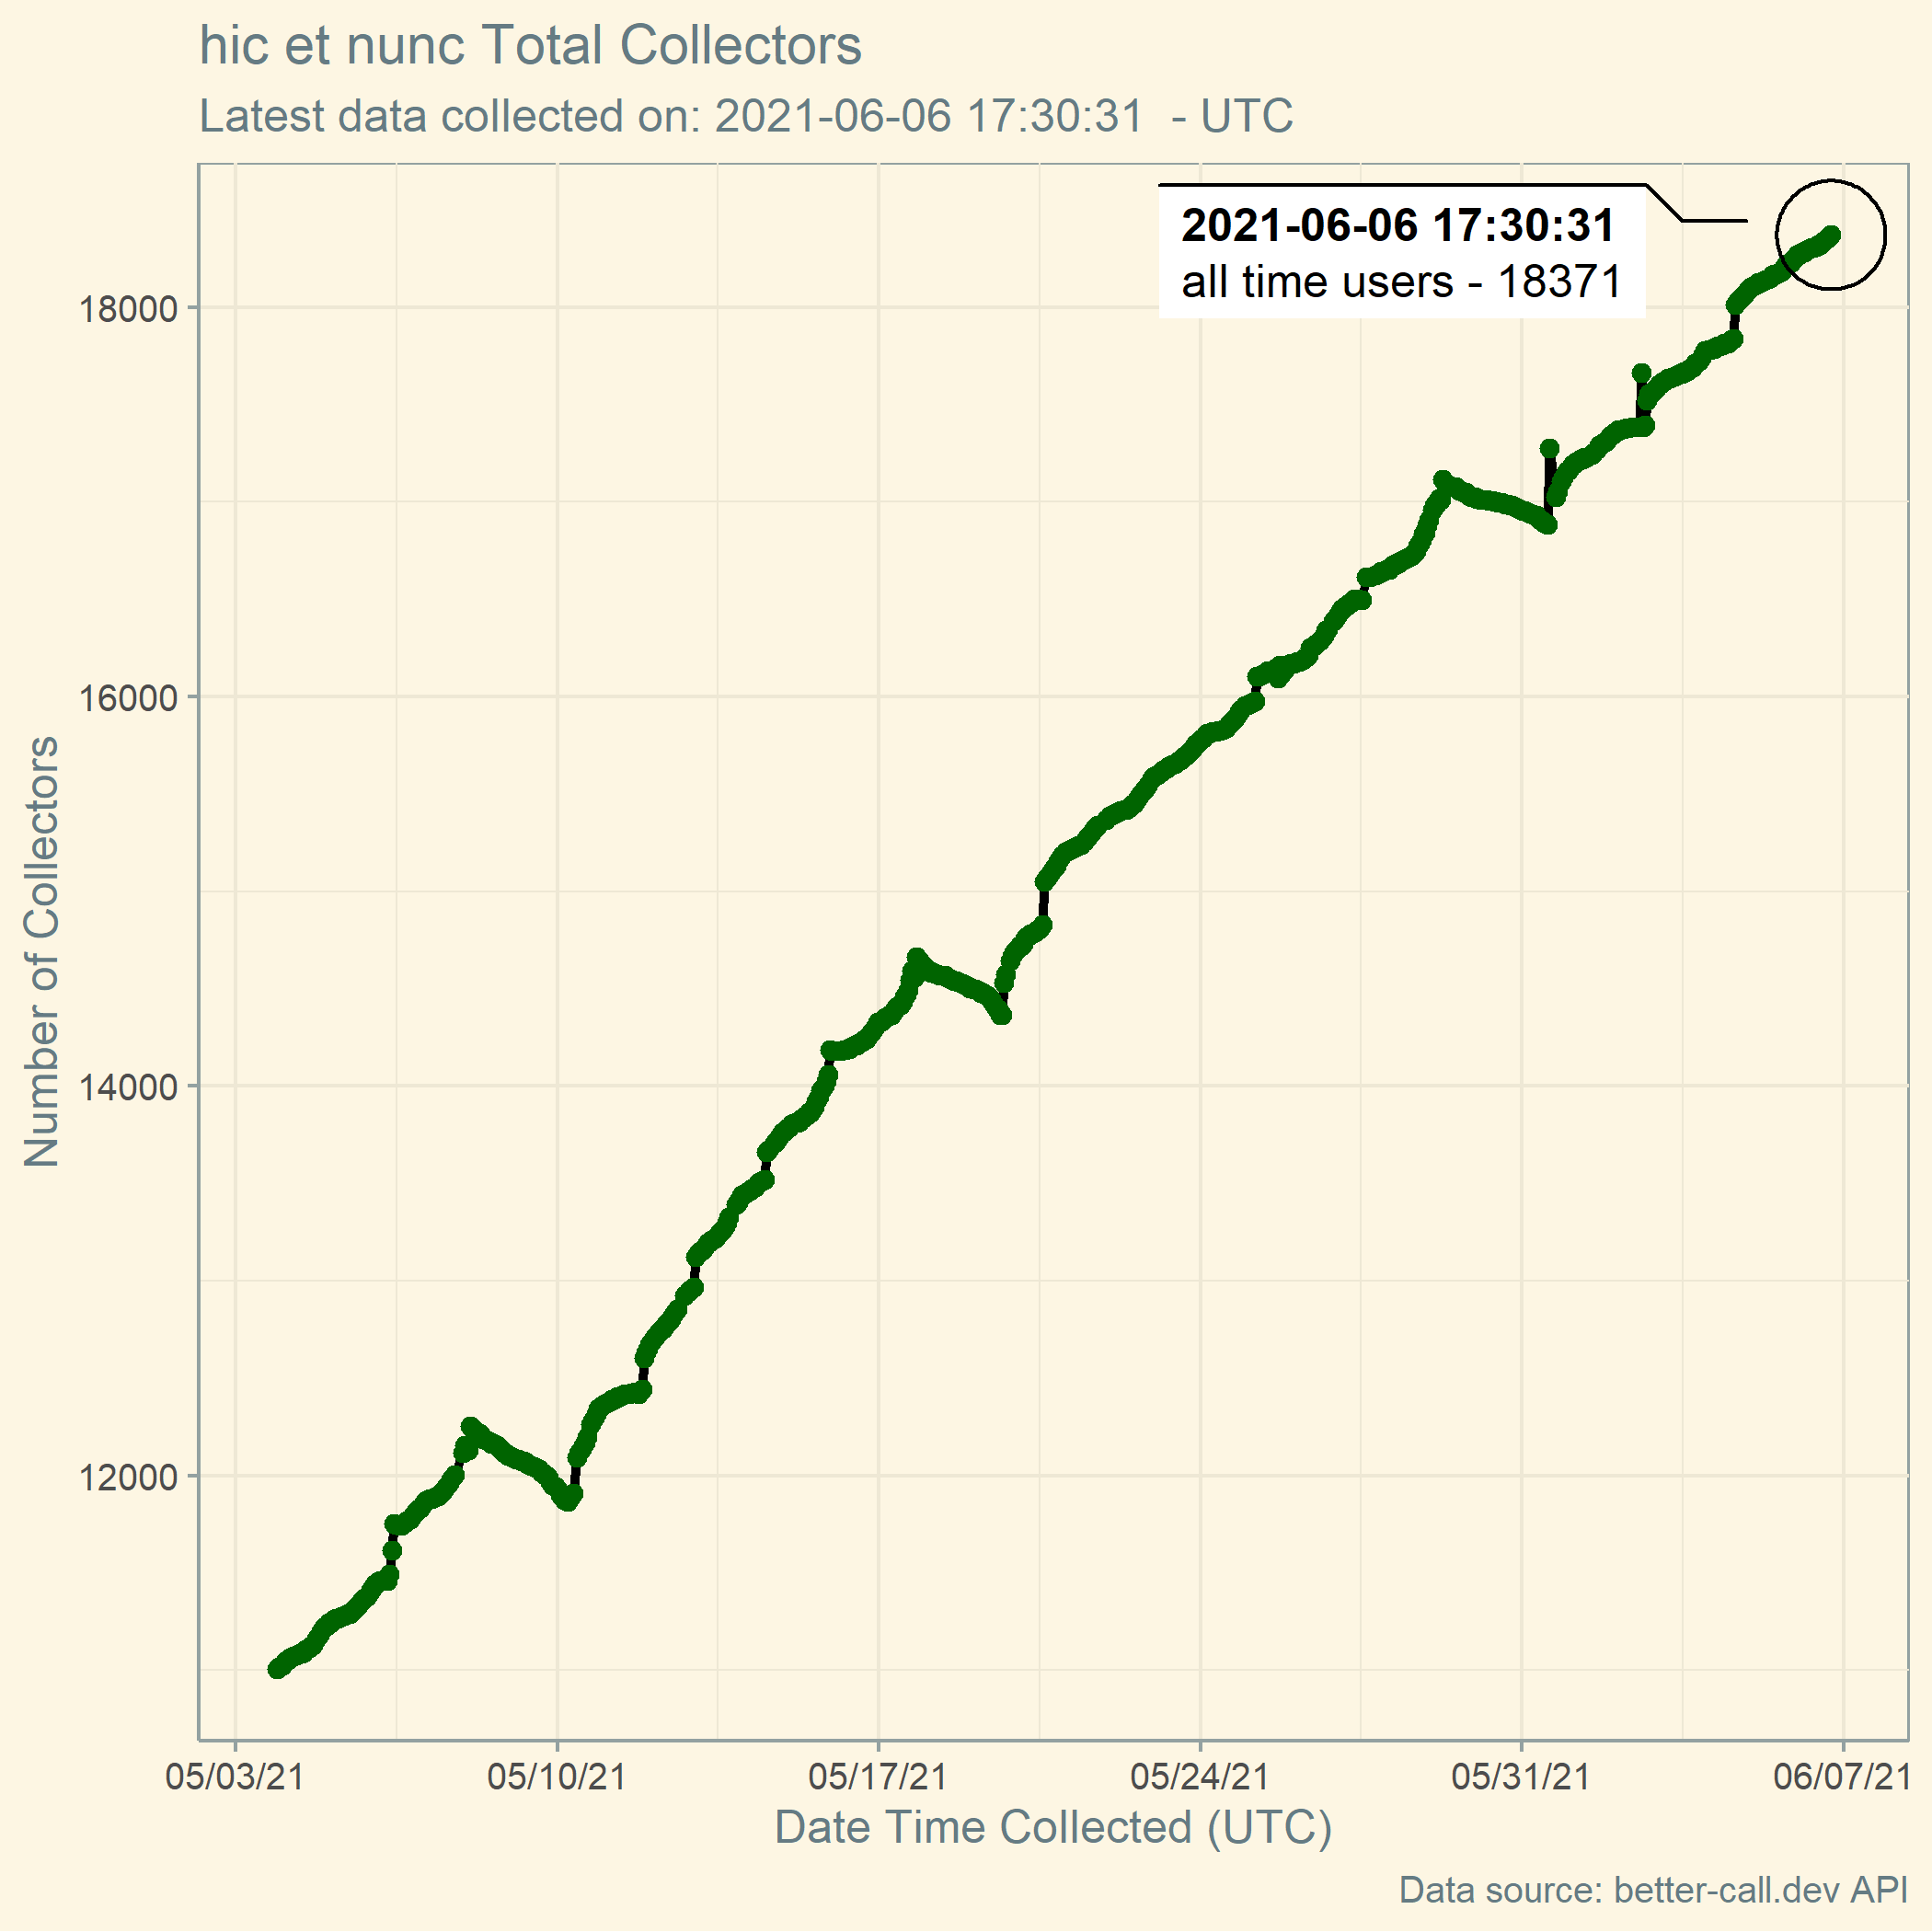 hic et nunc Total Collectors
Latest data collected on: 2021-06-06 17:30:31  - UTC
2021-06-06 17:30:31
all time users - 18371
18000
16000
14000
12000
Number of Collectors
05/03/21
05/10/21
05/17/21
05/24/21
05/31/21
06/07/21
Date Time Collected (UTC)
Data source: better-call.dev API